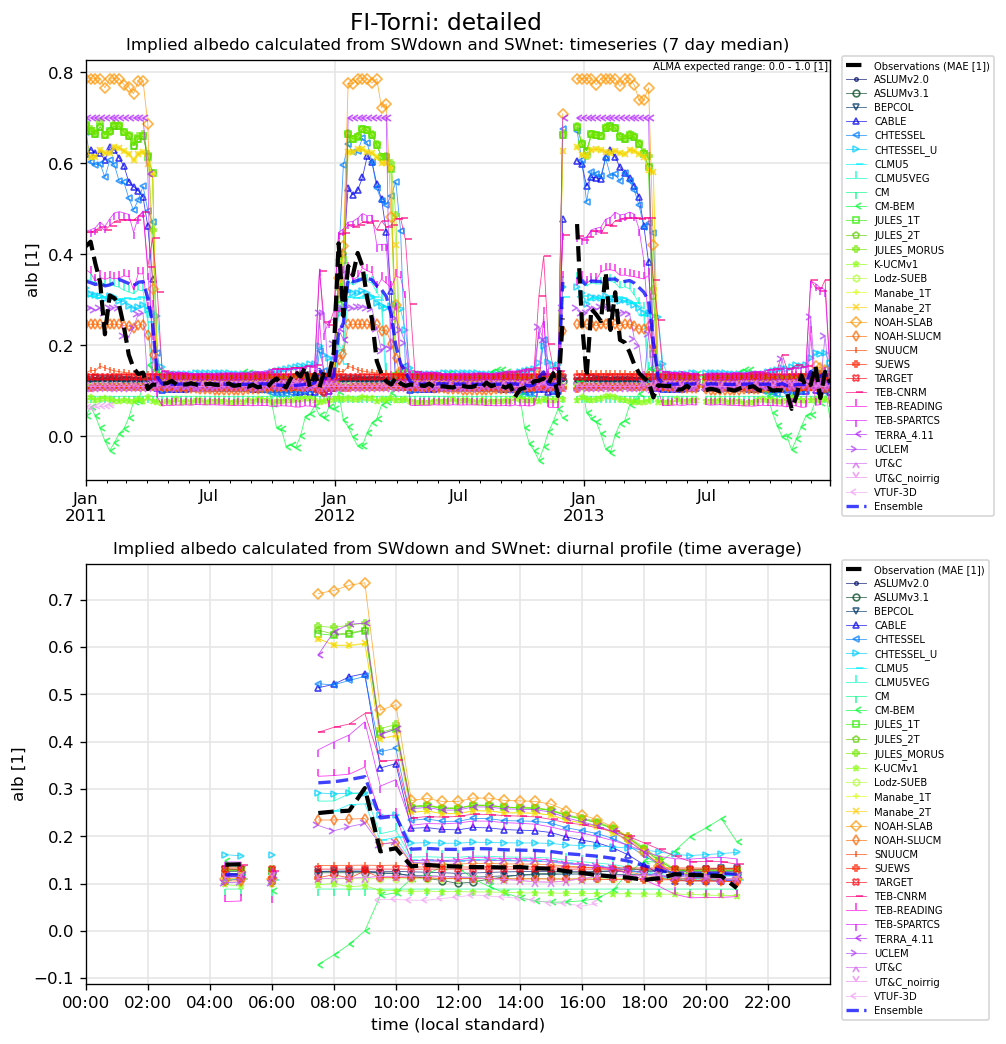 FI-Torni: detailed
Implied albedo calculated from SWdown and SWnet: timeseries (7 day median)
ALMA expected range: 0.0 - 1.0 [1]
alb [1]
0.8
0.6
0.4
0.2
0.0
Jan
2011
Jul
Jan
2012
Jul
Jan
2013
Jul
Observations (MAE [1])
ASLUMv2.0
ASLUMv3.1
BEPCOL
CABLE
CHTESSEL
CHTESSEL_U
CLMU5
CLMU5VEG
CM
CM-BEM
JULES_1T
JULES_2T
JULES_MORUS
K-UCMv1
Lodz-SUEB
Manabe_1T
Manabe_2T
NOAH-SLAB
NOAH-SLUCM
SNUUCM
SUEWS
TARGET
TEB-CNRM
TEB-READING
TEB-SPARTCS
TERRA_4.11
UCLEM
UT&C
UT&C_noirrig
VTUF-3D
Ensemble
Implied albedo calculated from SWdown and SWnet: diurnal profile (time average)
alb [1]
0.7
0.6
0.5
0.4
0.3
0.2
0.1
0.0
−0.1
00:00
02:00
04:00
06:00
08:00
10:00
12:00
14:00
16:00
18:00
20:00
22:00
time (local standard)
Observation (MAE [1])
ASLUMv2.0
ASLUMv3.1
BEPCOL
CABLE
CHTESSEL
CHTESSEL_U
CLMU5
CLMU5VEG
CM
CM-BEM
JULES_1T
JULES_2T
JULES_MORUS
K-UCMv1
Lodz-SUEB
Manabe_1T
Manabe_2T
NOAH-SLAB
NOAH-SLUCM
SNUUCM
SUEWS
TARGET
TEB-CNRM
TEB-READING
TEB-SPARTCS
TERRA_4.11
UCLEM
UT&C
UT&C_noirrig
VTUF-3D
Ensemble